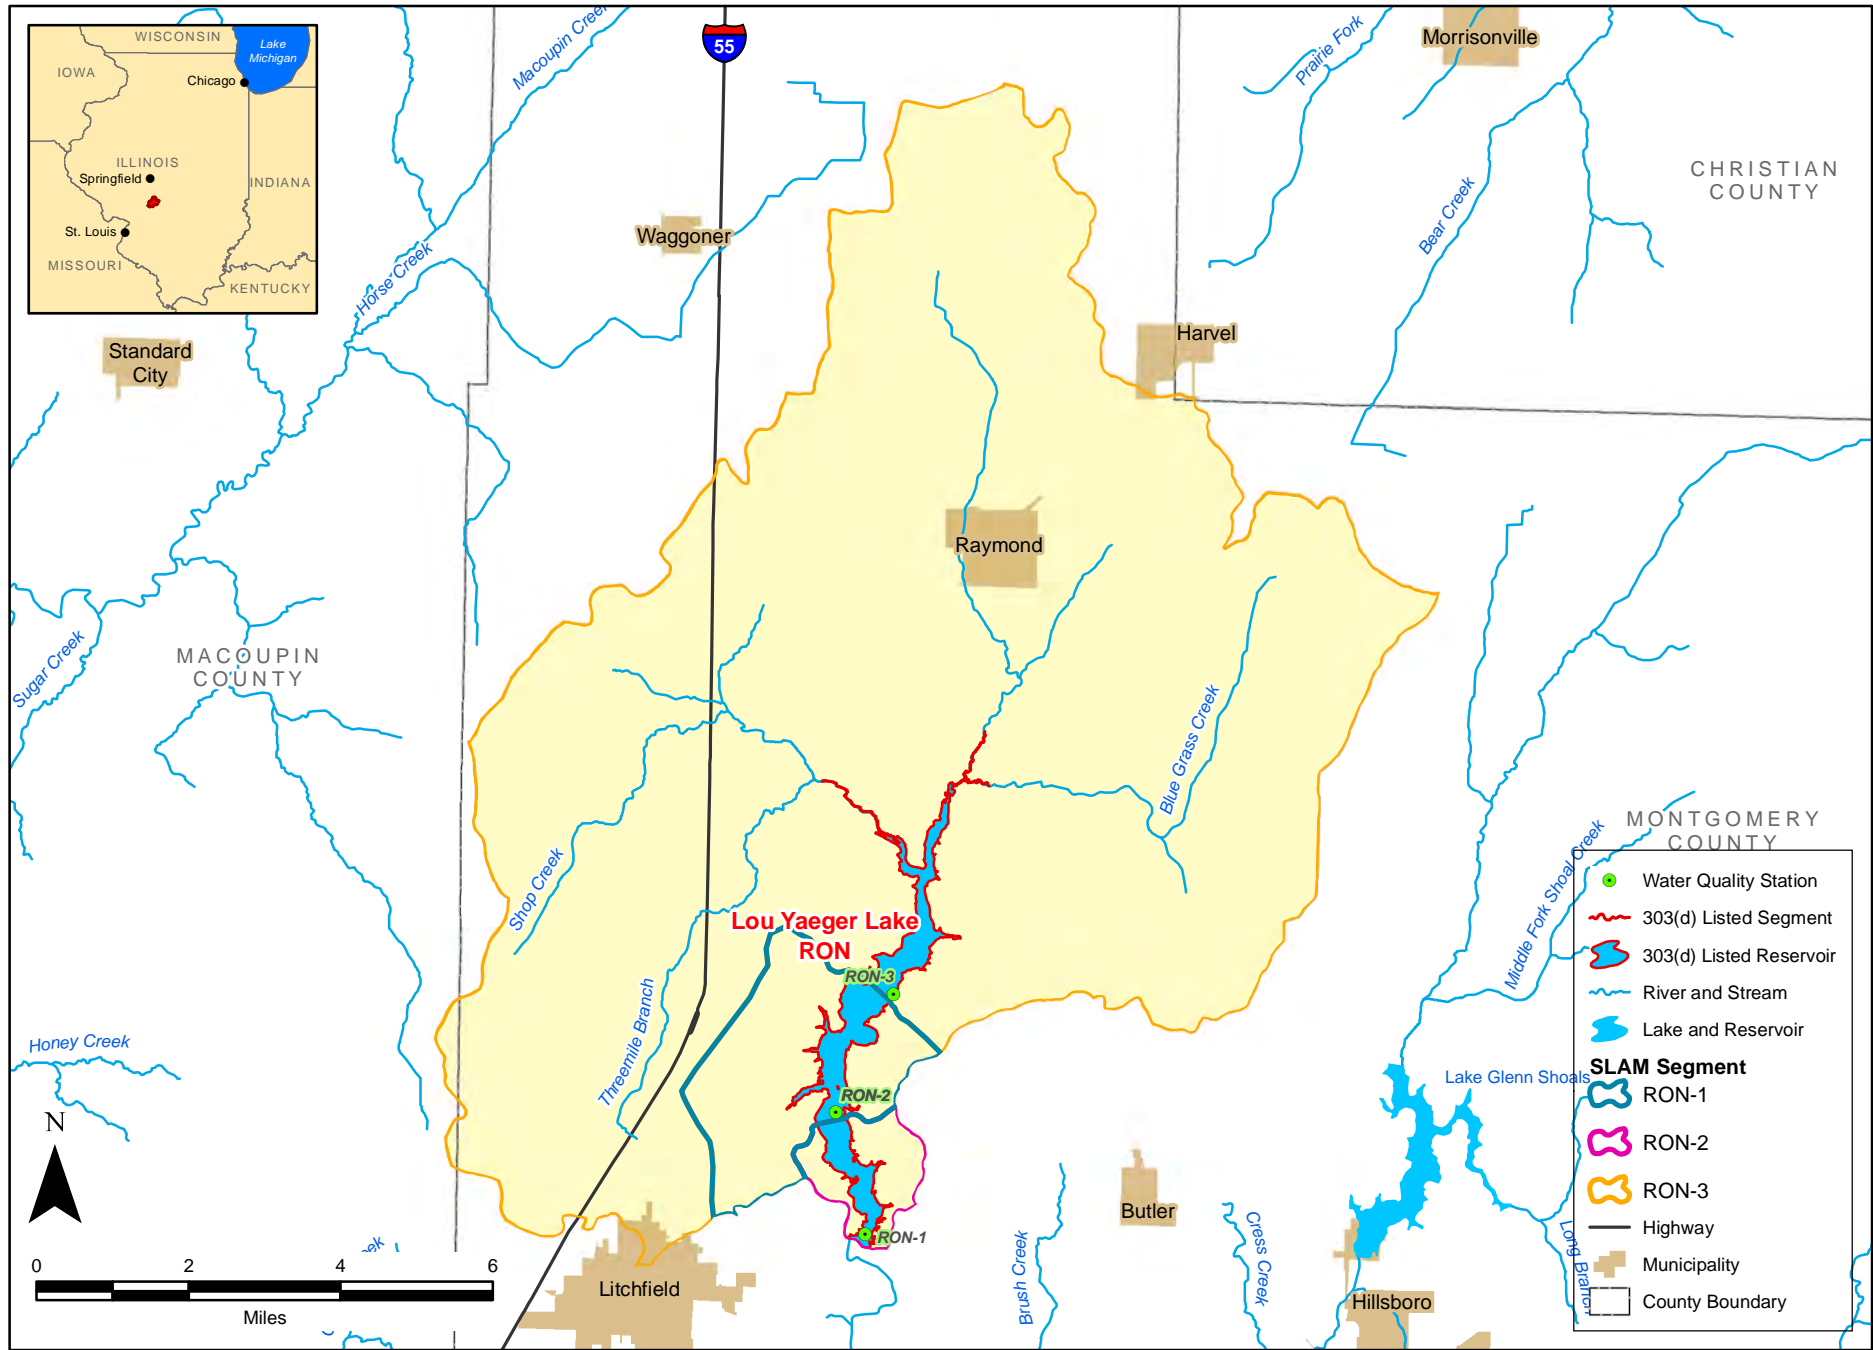 WISCONSIN
Lake
Michigan
IOWA
Chicago
ILLINOIS
Springfield
INDIANA
St. Louis
MISSOURI
KENTUCKY
55
Macoupin Creek
Prairie Fork
Morrisonville
CHRISTIAN
COUNTY
Bear Creek
Waggoner
Horse Creek
Harvel
Standard
City
Raymond
Sugar Creek
MACOUPIN
COUNTY
Blue Grass Creek
MONTGOMERY
COUNTY
Shop Creek
Lou Yaeger Lake
RON
RON-3
Threemile Branch
Honey Creek
RON-2
RON-1
Middle Fork Shoal Creek
Lake Glenn Shoals
Long Branch
Butler
Brush Creek
Cress Creek
Hillsboro
Litchfield
N
0 2 4 6
Miles
Water Quality Station
303(d) Listed Segment
303(d) Listed Reservoir
River and Stream
Lake and Reservoir
SLAM Segment
RON-1
RON-2
RON-3
Highway
Municipality
County Boundary